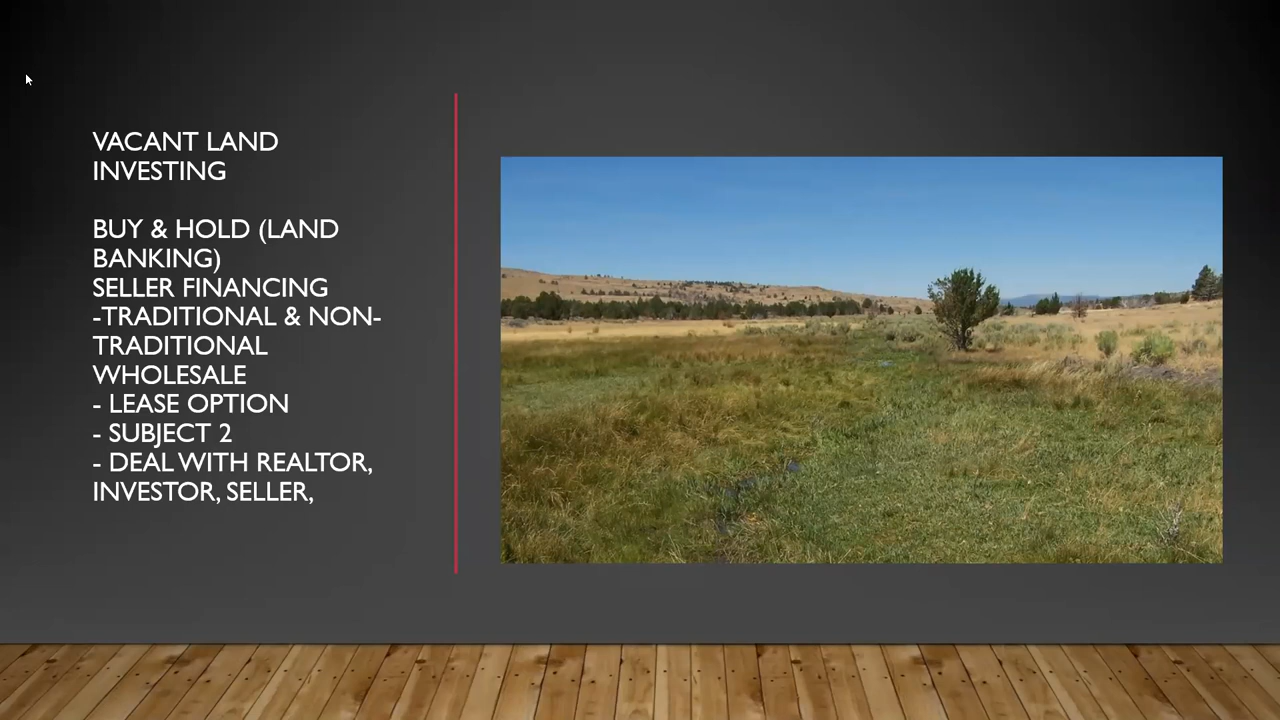 VACANT LAND
INVESTING
BUY & HOLD (LAND
BANKING)
SELLER FINANCING
-TRADITIONAL & NON-
TRADITIONAL
WHOLESALE
- LEASE OPTION
- SUBJECT 2
- DEAL WITH REALTOR,
INVESTOR, SELLER,